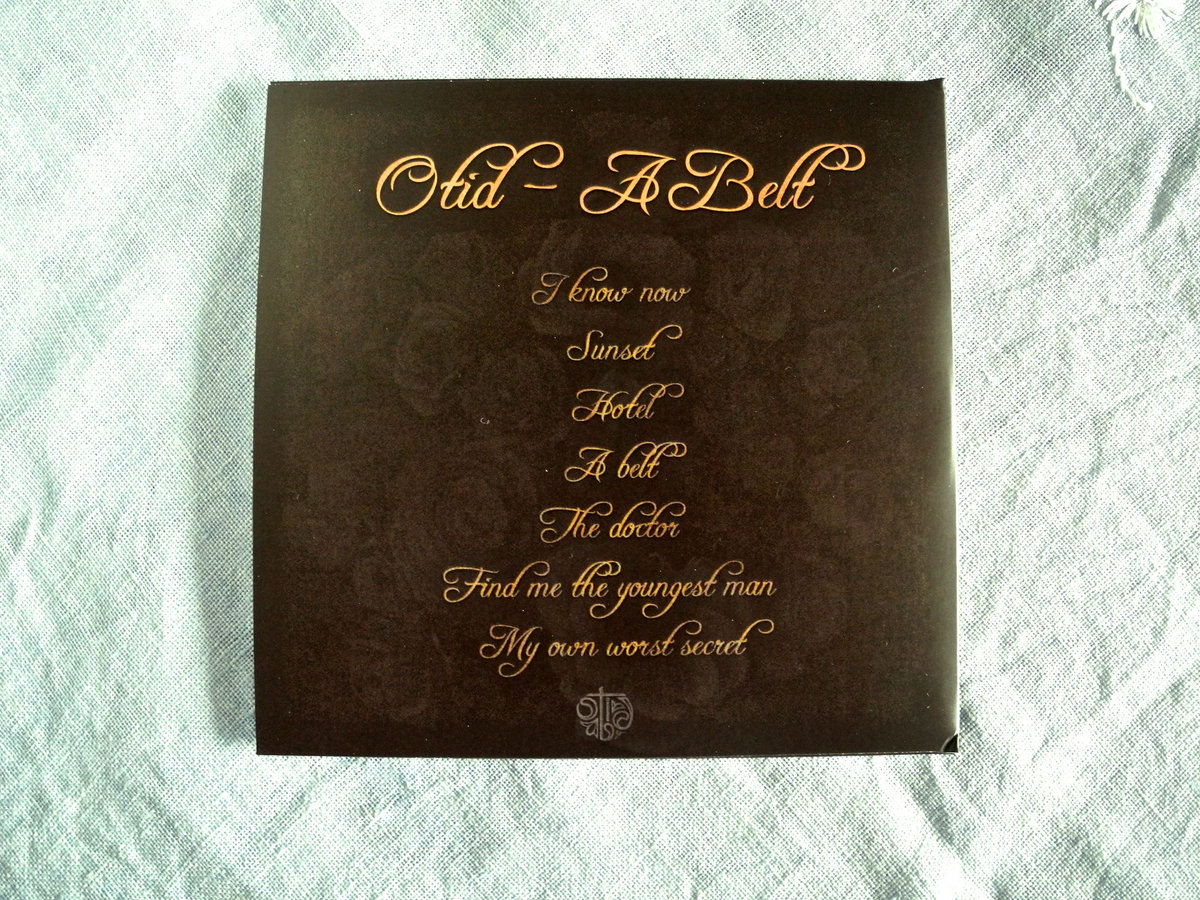 Otid - A Belt
I know now
Sunset
Hotel
A belt
The doctor
Find me the youngest man
My own worst secret